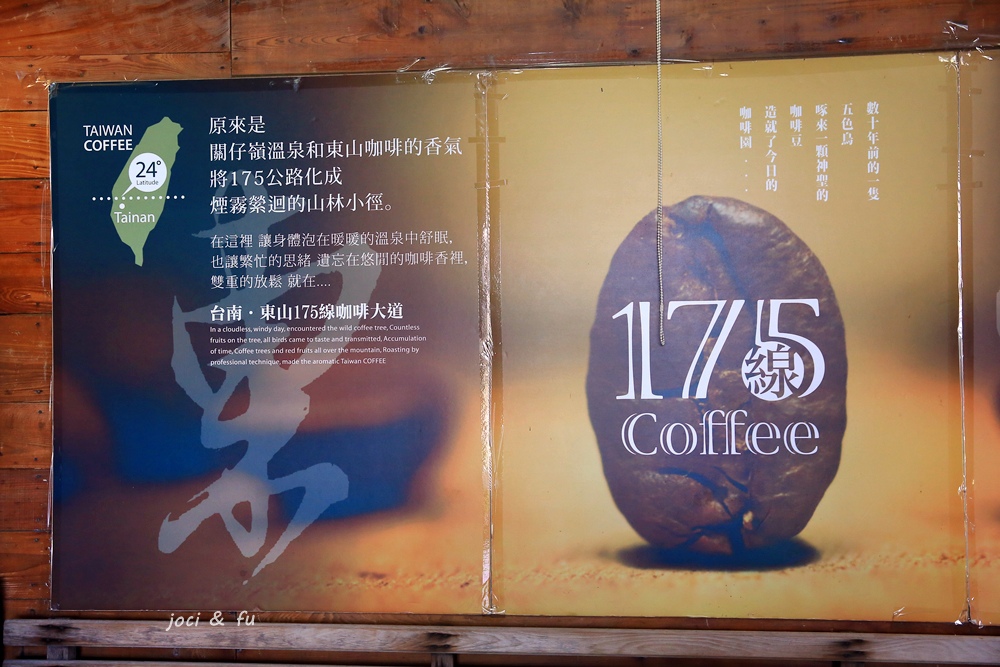 TAIWAN
COFFEE
24°
Latitude
Tainan
原來是
關仔嶺溫泉和東山咖啡的香氣
將175公路化成
煙霧縈迴的山林小徑。
在這裡 讓身體泡在暖暖的溫泉中舒眠,
也讓繁忙的思緒 遺忘在悠閒的咖啡香裡,
雙重的放鬆 就在....
台南・東山175線咖啡大道
In a cloudless, windy day, encountered the wild coffee tree, Countless
fruits on the tree, all birds came to taste and transmitted, Accumulation
of time, Coffee trees and red fruits all over the mountain, Roasting by
professional technique, made the aromatic Taiwan COFFEE
數十年前的一隻
五色鳥
啄來一顆神聖的
咖啡豆
造就了今日的
咖啡園....
175
線
Coffee
joci & fu